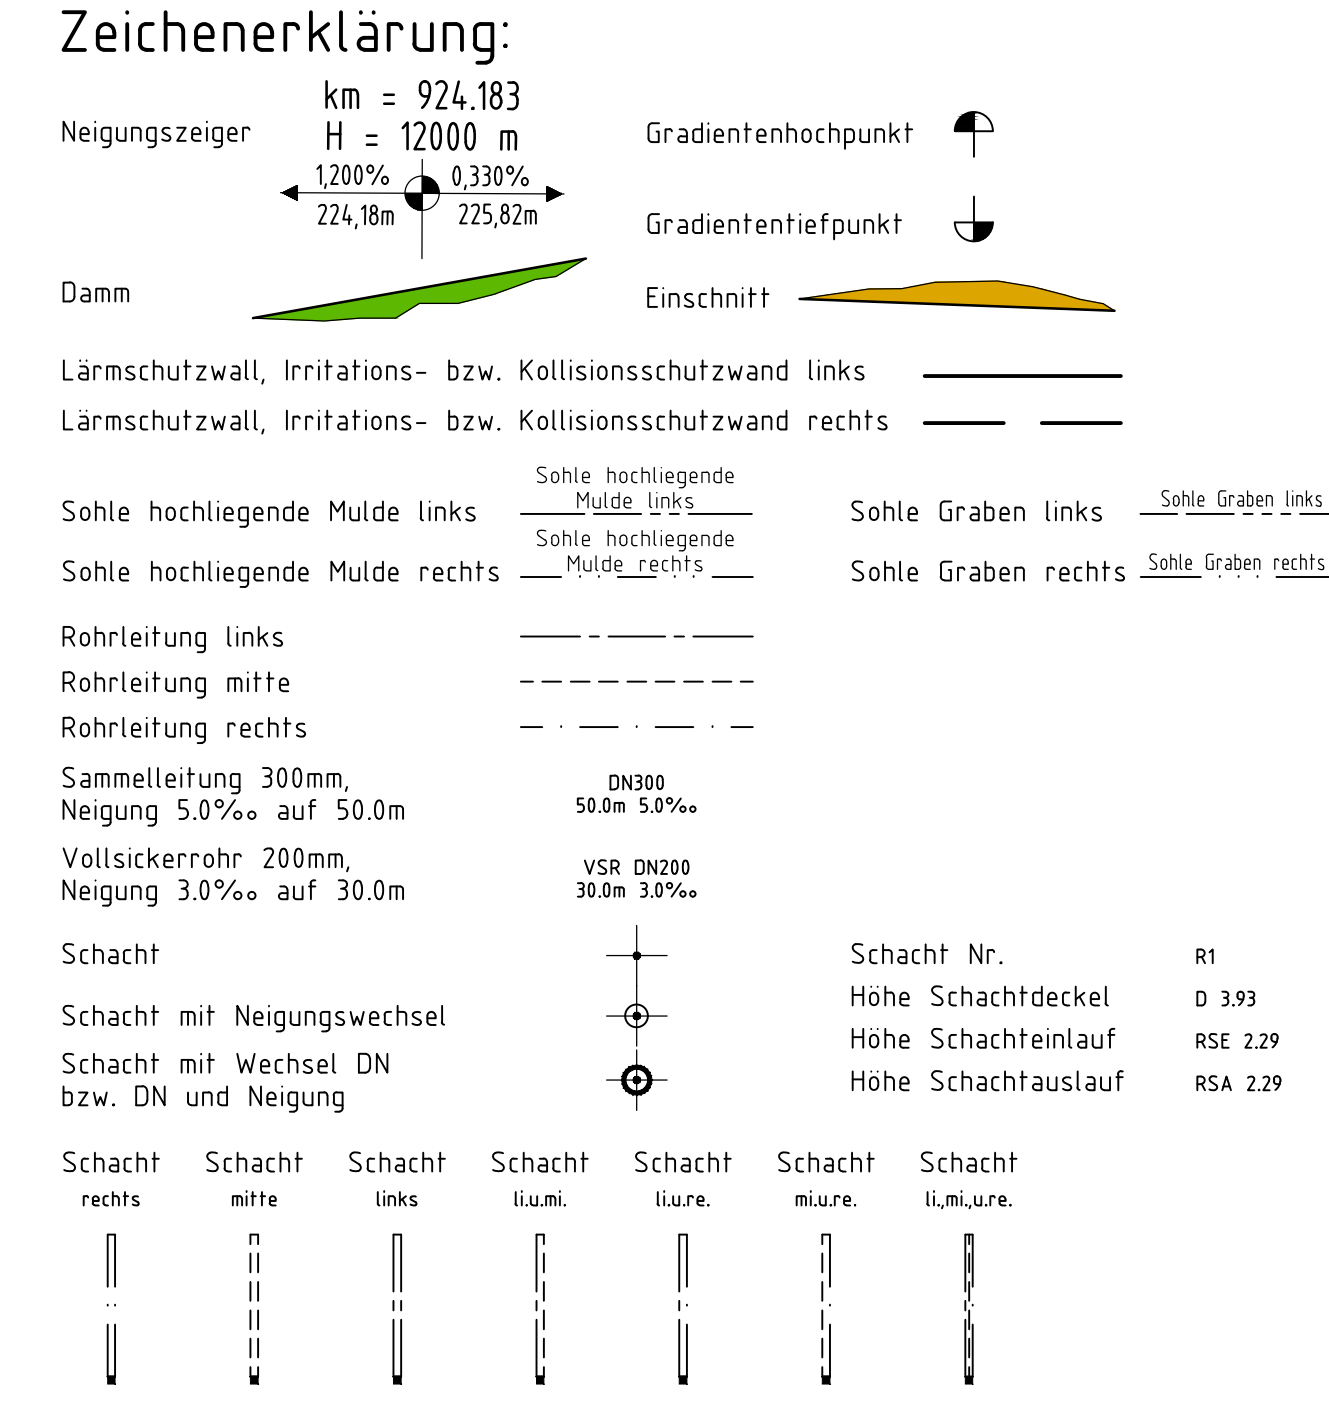 Zeichenerklärung:
Neigungszeiger
km = 924.183
H = 12000 m
1,200% 0,330%
224,18m 225,82m
Gradientenhochpunkt
Gradiententiefpunkt
Damm
Einschnitt
Lärmschutzwall, Irritations- bzw. Kollisionsschutzwand links
Lärmschutzwall, Irritations- bzw. Kollisionsschutzwand rechts
Sohle hochliegende Mulde links
Sohle hochliegende
Mulde links
Sohle Graben links
Sohle Graben links
Sohle hochliegende Mulde rechts
Sohle hochliegende
Mulde rechts
Sohle Graben rechts
Sohle Graben rechts
Rohrleitung links
Rohrleitung mitte
Rohrleitung rechts
Sammelleitung 300mm,
Neigung 5.0‰ auf 50.0m
DN300
50.0m 5.0‰
Vollsickerrohr 200mm,
Neigung 3.0‰ auf 30.0m
VSR DN200
30.0m 3.0‰
Schacht
Schacht mit Neigungswechsel
Schacht mit Wechsel DN
bzw. DN und Neigung
Schacht Nr. R1
Höhe Schachtdeckel D 3.93
Höhe Schachteinlauf RSE 2.29
Höhe Schachtauslauf RSA 2.29
Schacht Schacht Schacht Schacht Schacht Schacht Schacht
rechts mitte links li.u.mi. li.u.re. mi.u.re. li.,mi.,u.re.